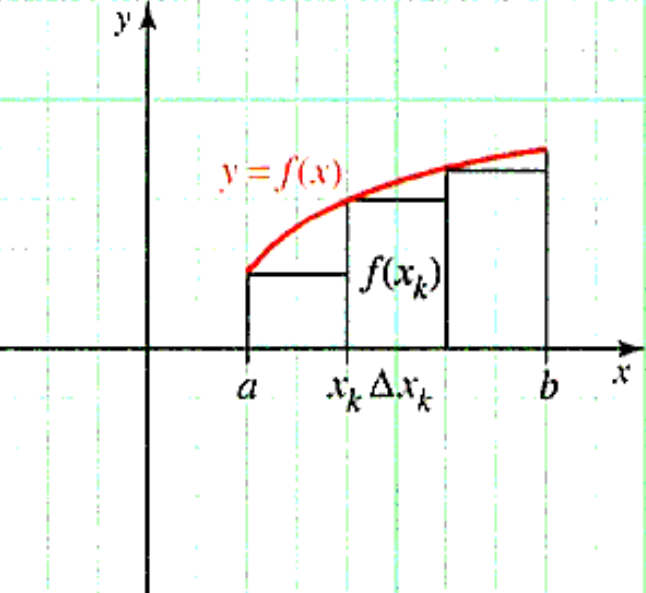 y
y = f(x)
f(x_k)
a
x_k Δx_k
b
x